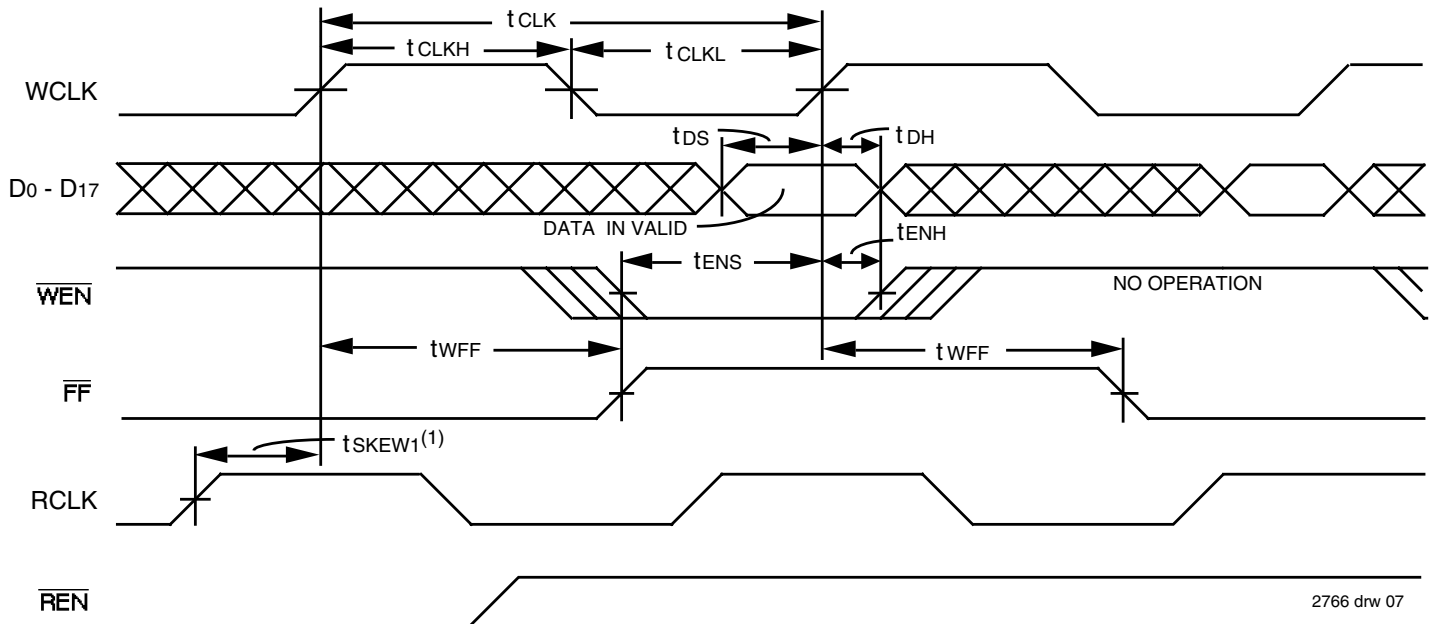 tCLK
tCLKH
tCLKL
WCLK
tDS
tDH
D0 - D17
DATA IN VALID
tENH
tENS
WEN
NO OPERATION
tWFF
tWFF
FF
tSKEW1(1)
RCLK
REN
2766 drw 07